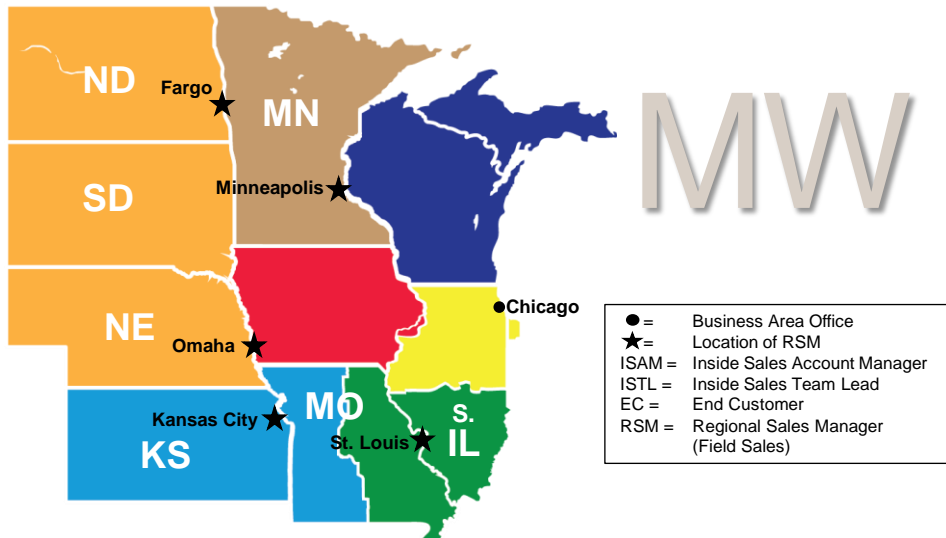 ND
Fargo
MN
MW
SD
Minneapolis
NE
Omaha
Chicago
● = Business Area Office
★ = Location of RSM
ISAM = Inside Sales Account Manager
ISTL = Inside Sales Team Lead
EC = End Customer
RSM = Regional Sales Manager
(Field Sales)
Kansas City
MO
KS
St. Louis
S.
IL